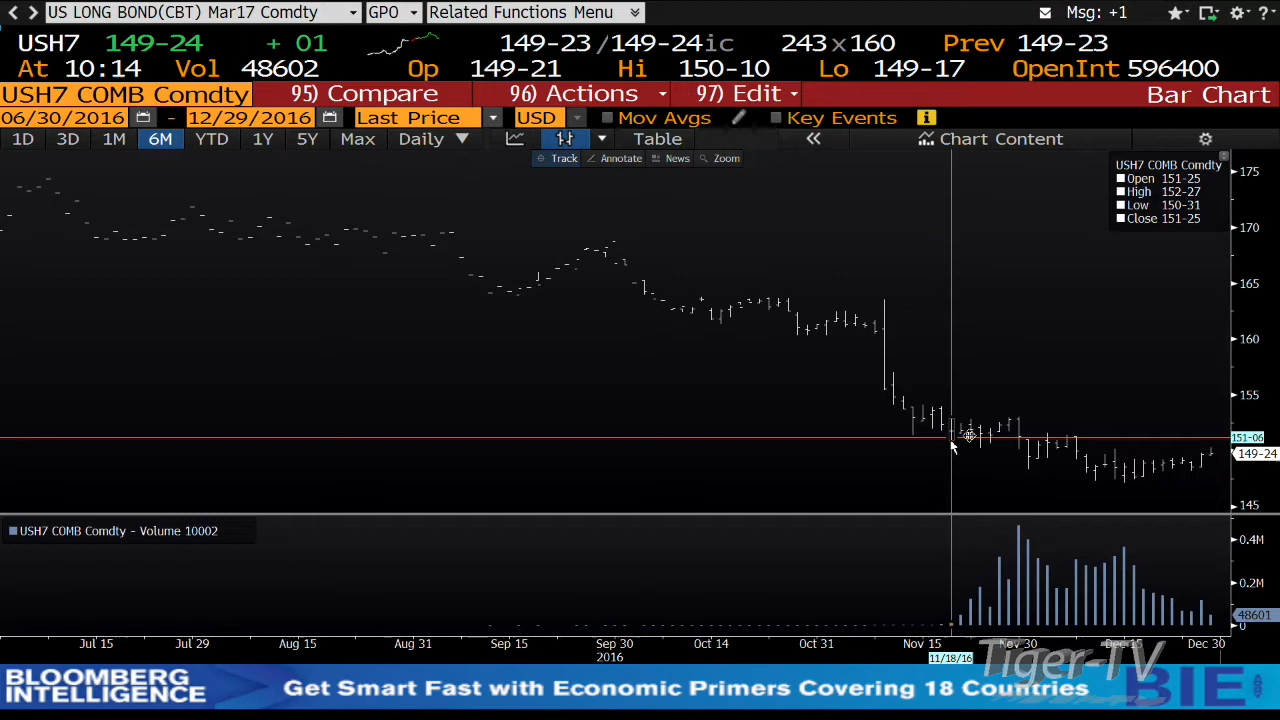 US LONG BOND(CBT) Mar17 Comdty GPO Related Functions Menu Msg: +1
USH7 149-24 + 01 149-23 /149-24ic 243x160 Prev 149-23
At 10:14 Vol 48602 Op 149-21 Hi 150-10 Lo 149-17 OpenInt 596400
USH7 COMB Comdty 95) Compare 96) Actions 97) Edit Bar Chart
06/30/2016 - 12/29/2016 Last Price USD Mov Avgs Key Events
1D 3D 1M 6M YTD 1Y 5Y Max Daily Table Chart Content
Track Annotate News Zoom
USH7 COMB Comdty
Open 151-25
High 152-27
Low 150-31
Close 151-25
175
170
165
160
155
151-06
149-24
145
USH7 COMB Comdty - Volume 10002
0.4M
0.2M
48601
0
Jul 15 Jul 29 Aug 15 Aug 31 Sep 15 Sep 30 Oct 14 Oct 31 Nov 15 Nov 30 Dec 15 Dec 30
2016 11/18/16
Tiger-TV
BLOOMBERG INTELLIGENCE
Get Smart Fast with Economic Primers Covering 18 Countries
BI